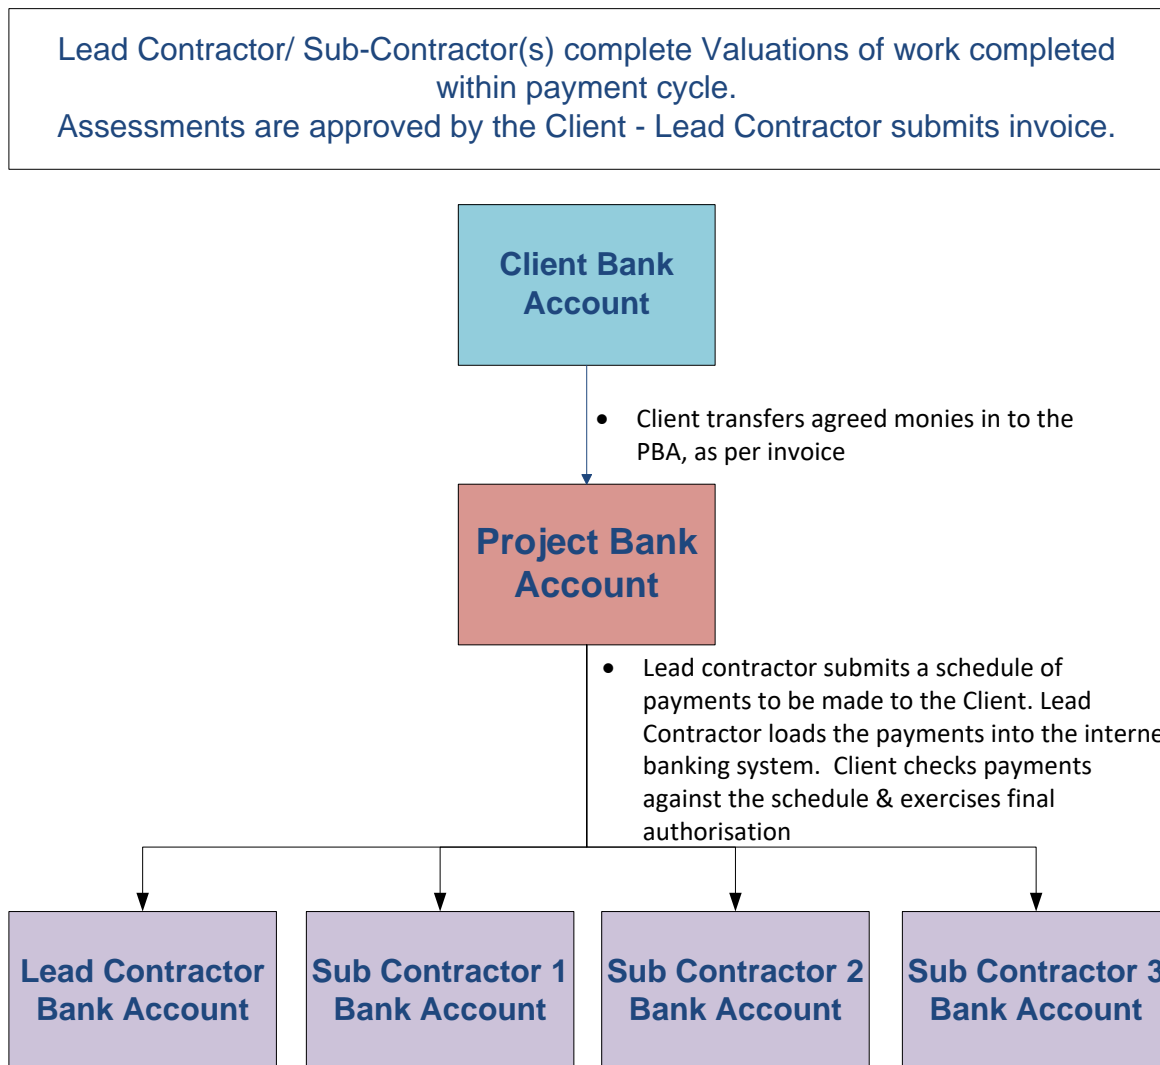 Lead Contractor/ Sub-Contractor(s) complete Valuations of work completed
within payment cycle.
Assessments are approved by the Client - Lead Contractor submits invoice.
Client Bank
Account
• Client transfers agreed monies in to the
PBA, as per invoice
Project Bank
Account
• Lead contractor submits a schedule of
payments to be made to the Client. Lead
Contractor loads the payments into the interne
banking system.  Client checks payments
against the schedule & exercises final
authorisation
Lead Contractor
Bank Account
Sub Contractor 1
Bank Account
Sub Contractor 2
Bank Account
Sub Contractor 3
Bank Account